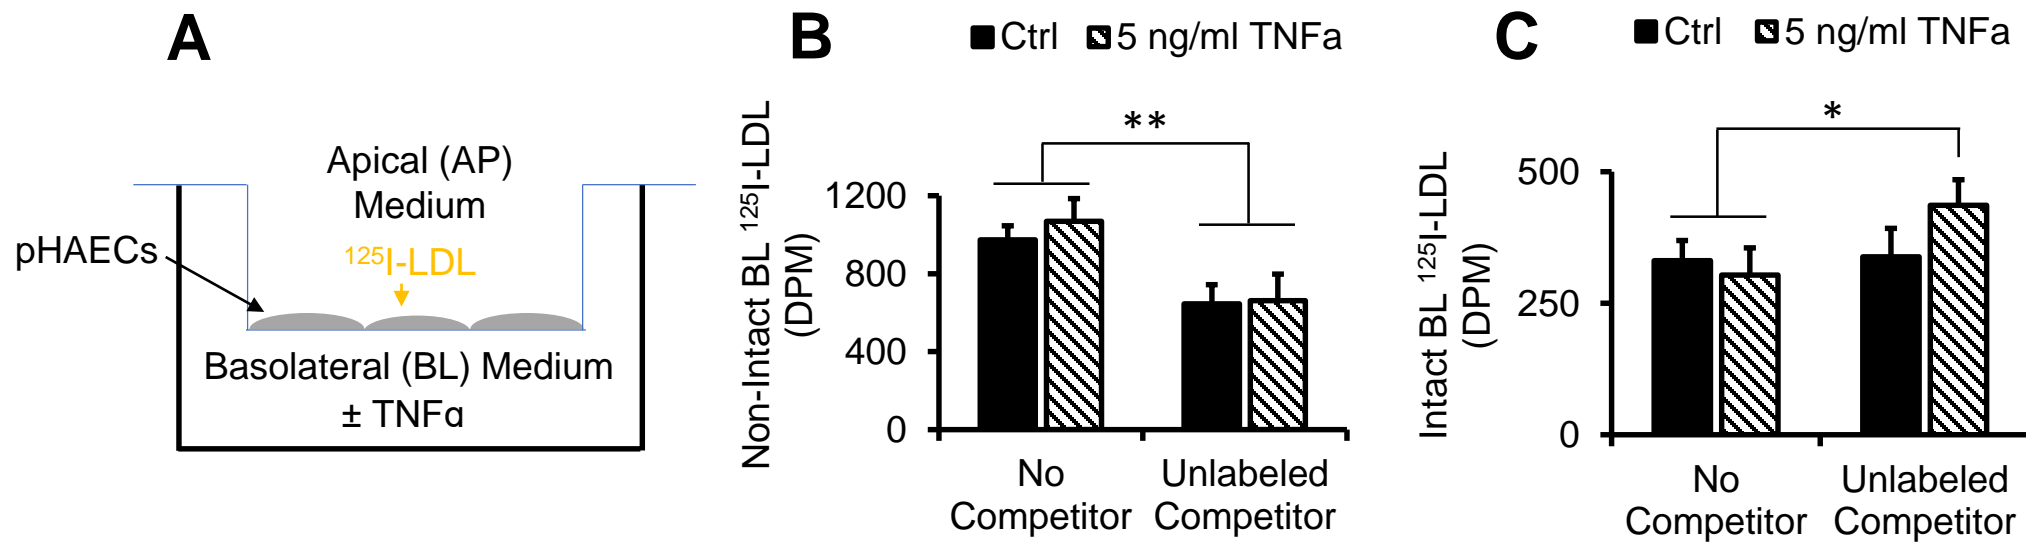 A
Apical (AP)
Medium
pHAECs
¹²⁵I-LDL
Basolateral (BL) Medium
± TNFα
B
Ctrl 5 ng/ml TNFa
Non-Intact BL ¹²⁵I-LDL
(DPM)
**
1200
800
400
0
No
Competitor
Unlabeled
Competitor
C
Ctrl 5 ng/ml TNFa
Intact BL ¹²⁵I-LDL
(DPM)
*
500
250
0
No
Competitor
Unlabeled
Competitor